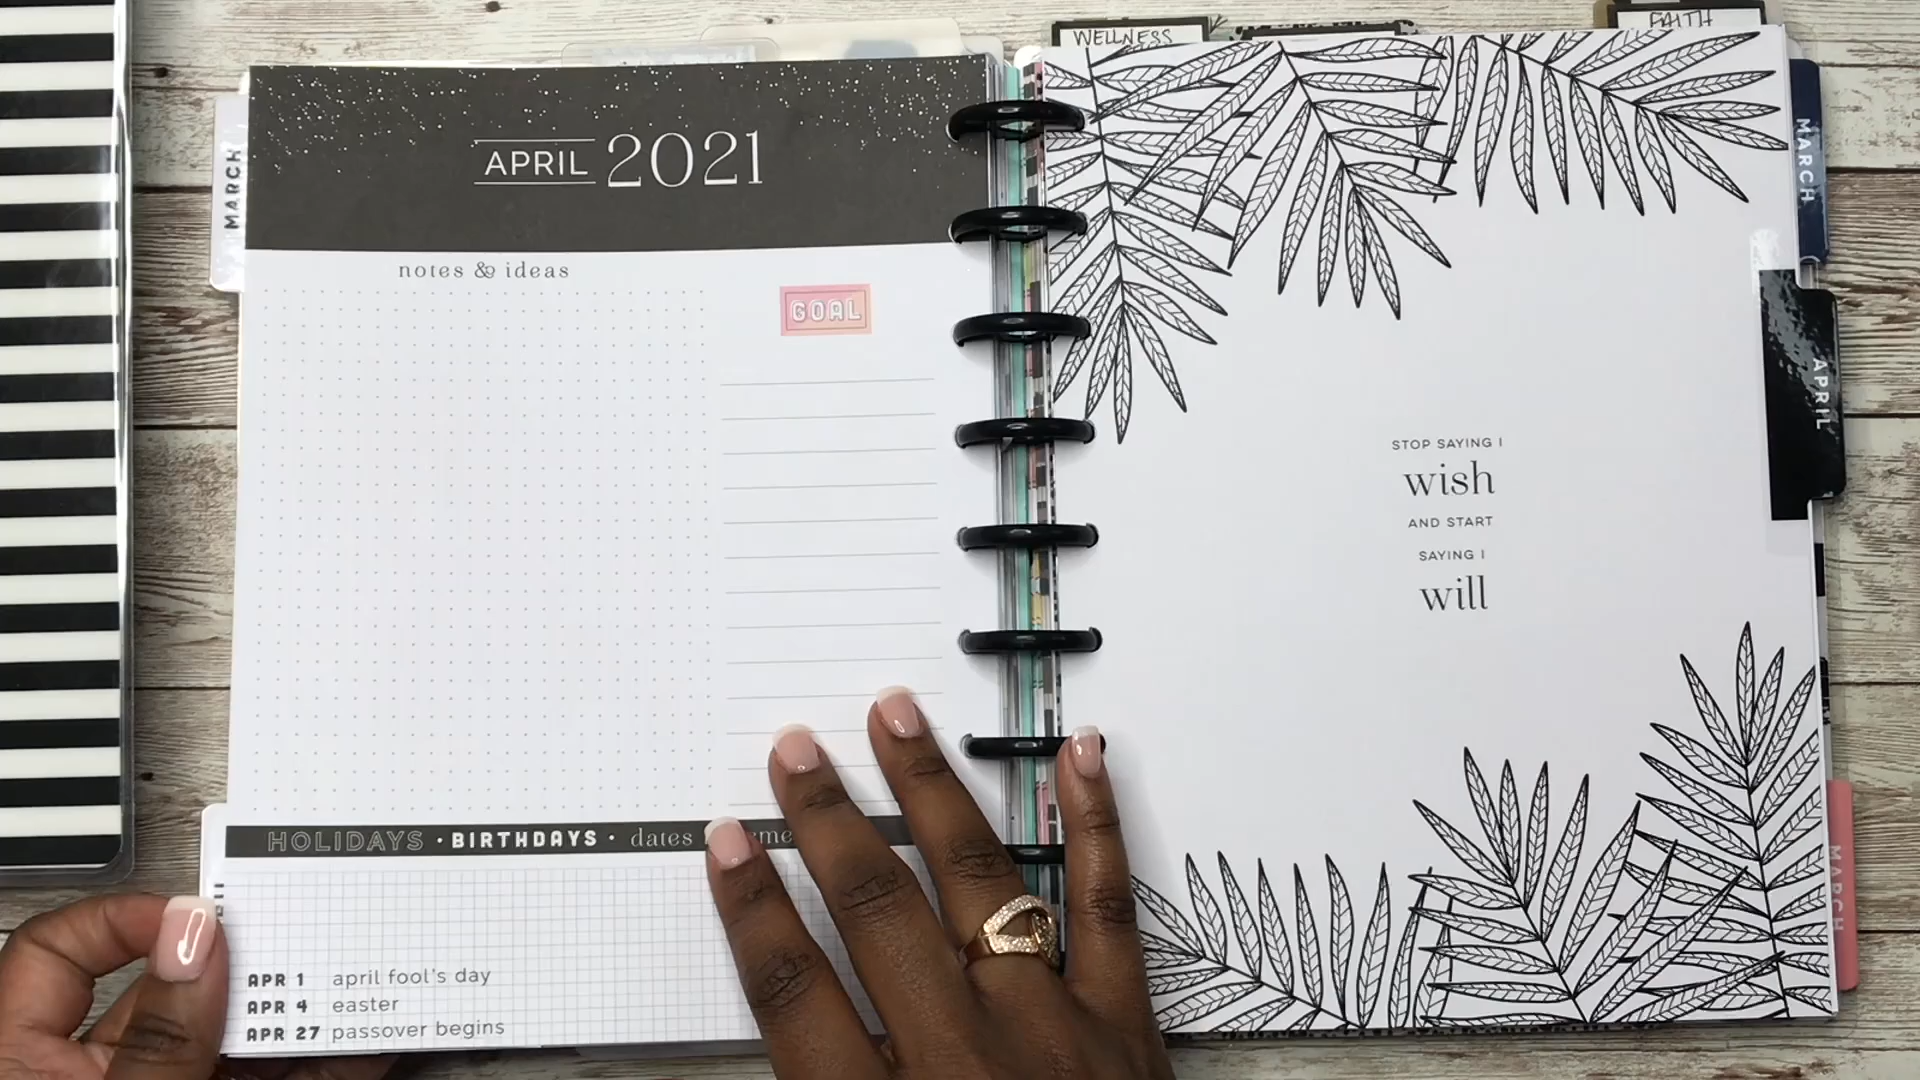 WELLNESS
FAITH
MARCH
APRIL 2021
notes & ideas
GOAL
HOLIDAYS • BIRTHDAYS • dates
APR 1 april fool's day
APR 4 easter
APR 27 passover begins
STOP SAYING I
wish
AND START
SAYING I
will
MARCH
APRIL
MARCH